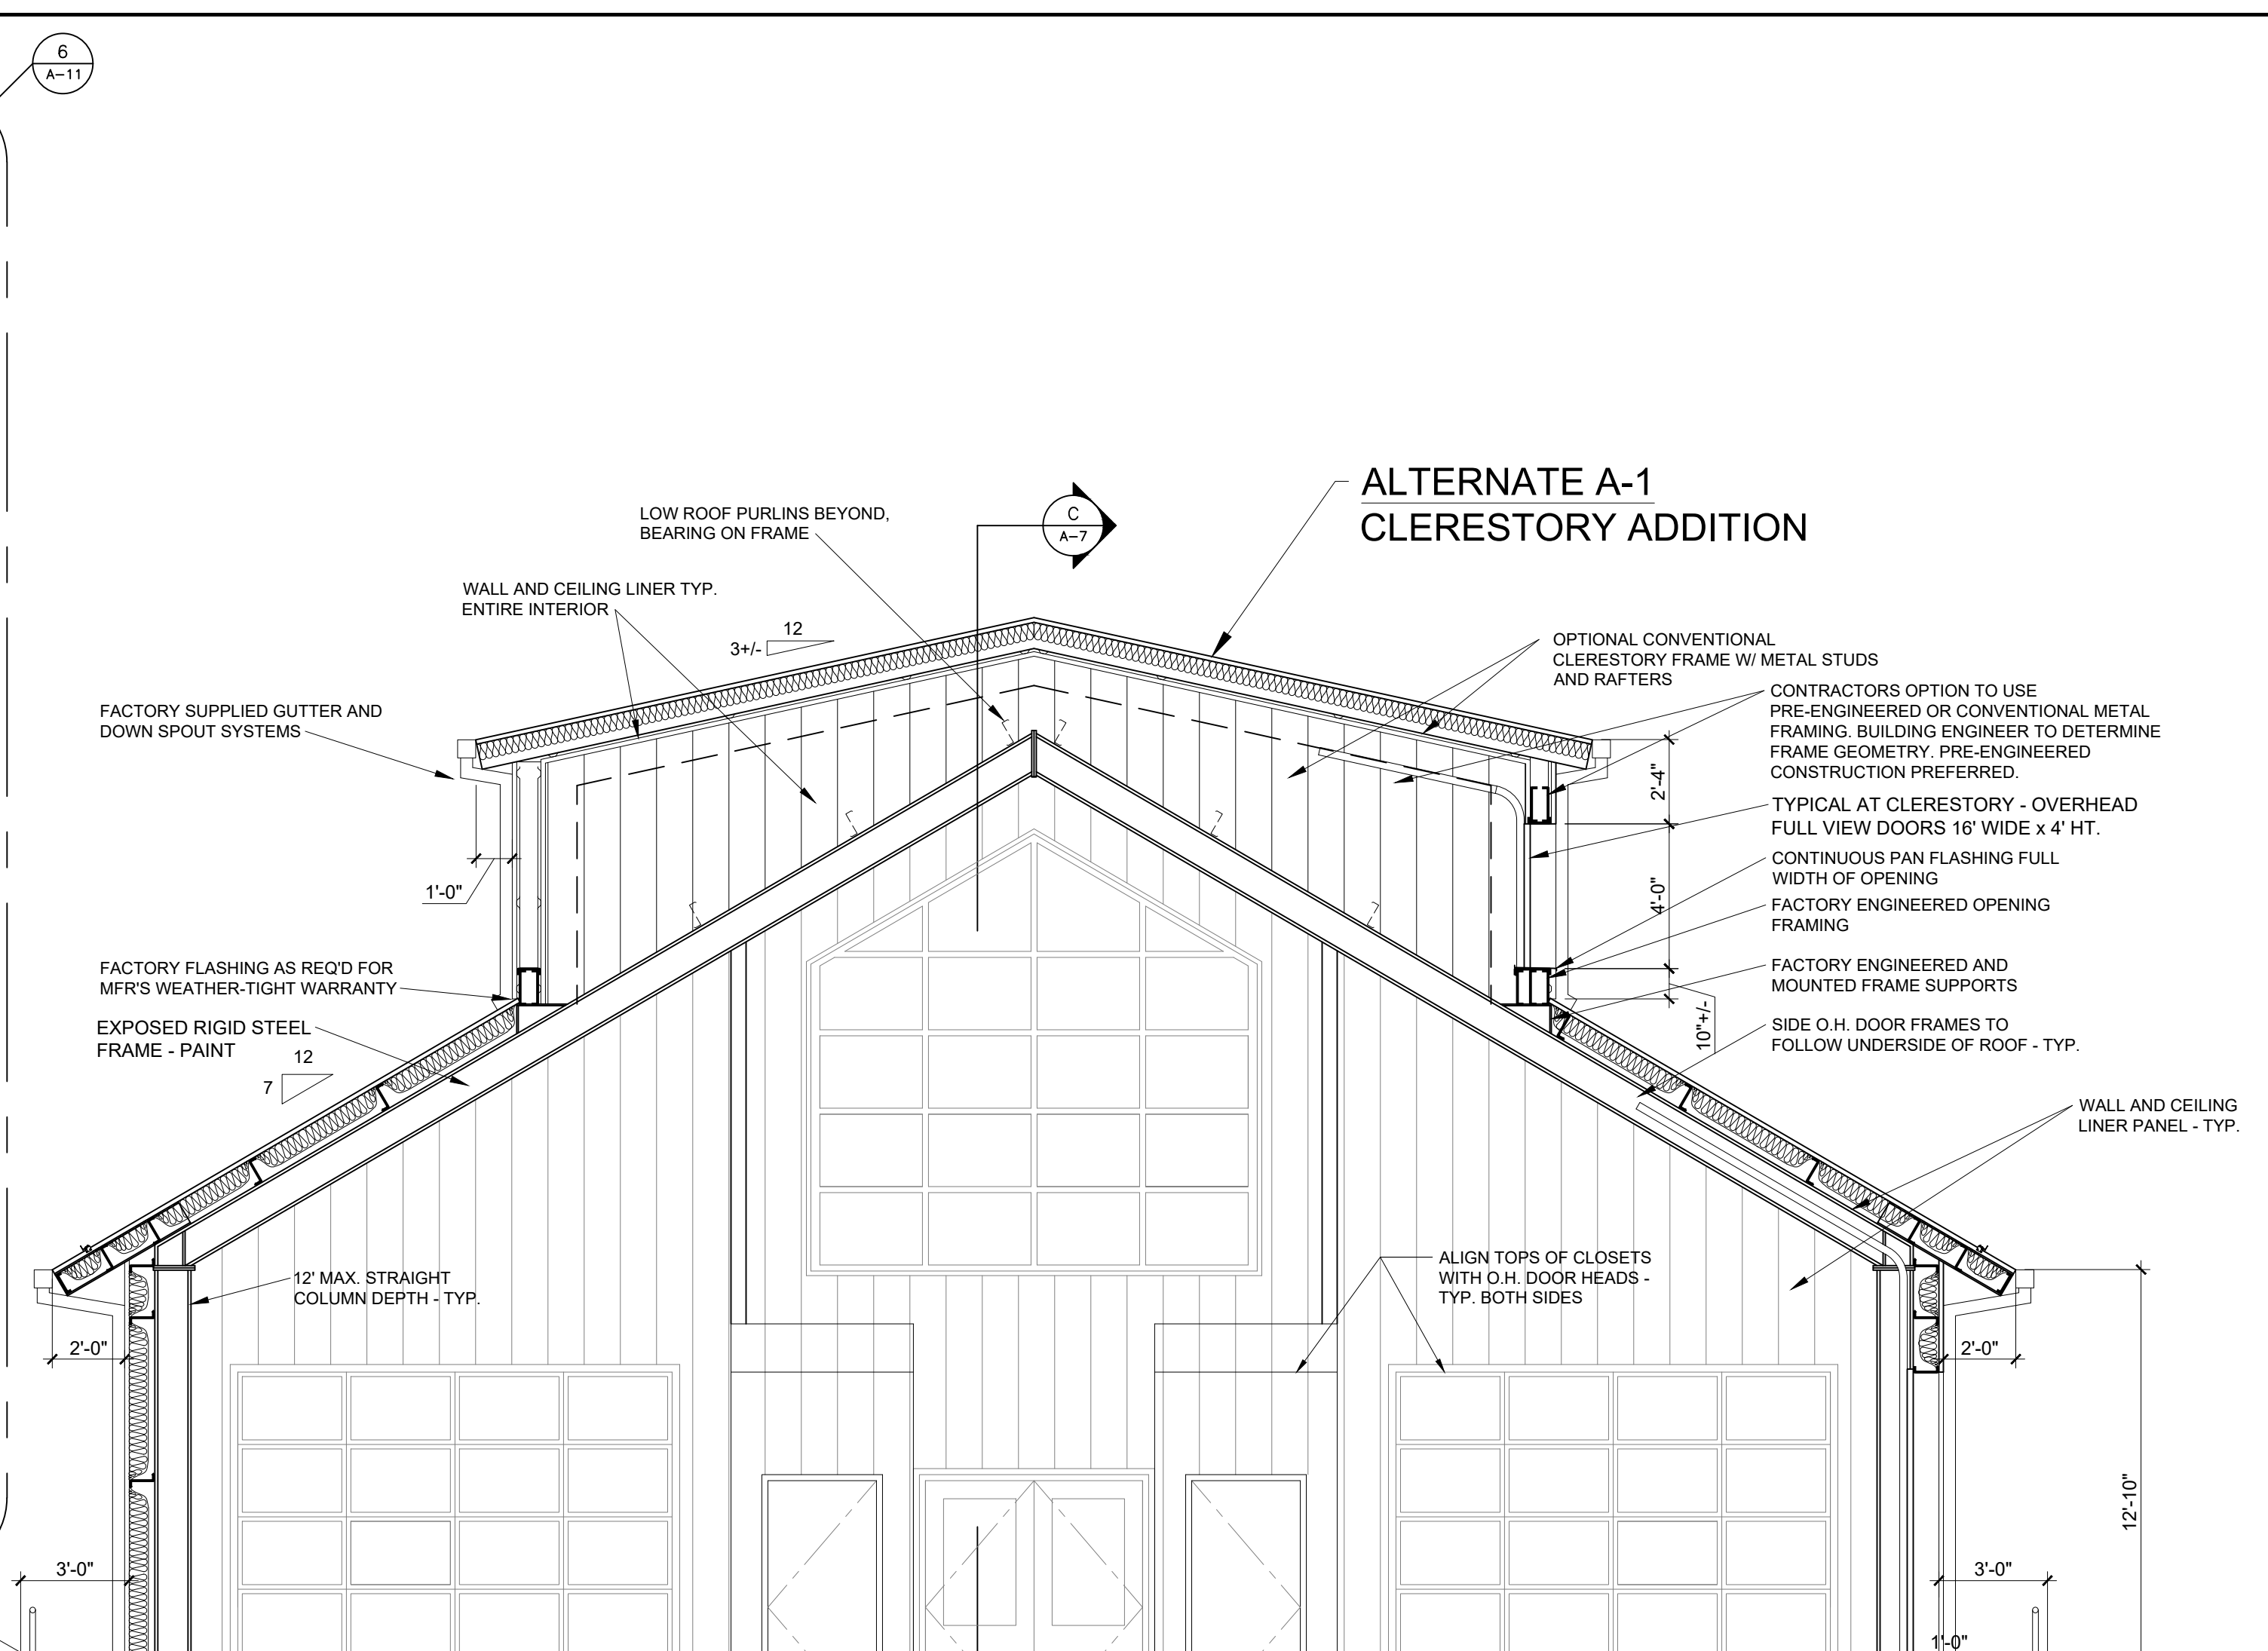 6
A-11
ALTERNATE A-1
CLERESTORY ADDITION
LOW ROOF PURLINS BEYOND,
BEARING ON FRAME
C
A-7
WALL AND CEILING LINER TYP.
ENTIRE INTERIOR
12
3+/-
OPTIONAL CONVENTIONAL
CLERESTORY FRAME W/ METAL STUDS
AND RAFTERS
FACTORY SUPPLIED GUTTER AND
DOWN SPOUT SYSTEMS
CONTRACTORS OPTION TO USE
PRE-ENGINEERED OR CONVENTIONAL METAL
FRAMING. BUILDING ENGINEER TO DETERMINE
FRAME GEOMETRY. PRE-ENGINEERED
CONSTRUCTION PREFERRED.
2'-4"
TYPICAL AT CLERESTORY - OVERHEAD
FULL VIEW DOORS 16' WIDE x 4' HT.
1'-0"
4'-0"
CONTINUOUS PAN FLASHING FULL
WIDTH OF OPENING
FACTORY ENGINEERED OPENING
FRAMING
FACTORY FLASHING AS REQ'D FOR
MFR'S WEATHER-TIGHT WARRANTY
FACTORY ENGINEERED AND
MOUNTED FRAME SUPPORTS
EXPOSED RIGID STEEL
FRAME - PAINT
12
7
10"+/-
SIDE O.H. DOOR FRAMES TO
FOLLOW UNDERSIDE OF ROOF - TYP.
WALL AND CEILING
LINER PANEL - TYP.
12' MAX. STRAIGHT
COLUMN DEPTH - TYP.
ALIGN TOPS OF CLOSETS
WITH O.H. DOOR HEADS -
TYP. BOTH SIDES
2'-0"
2'-0"
12'-10"
3'-0"
3'-0"
1'-0"